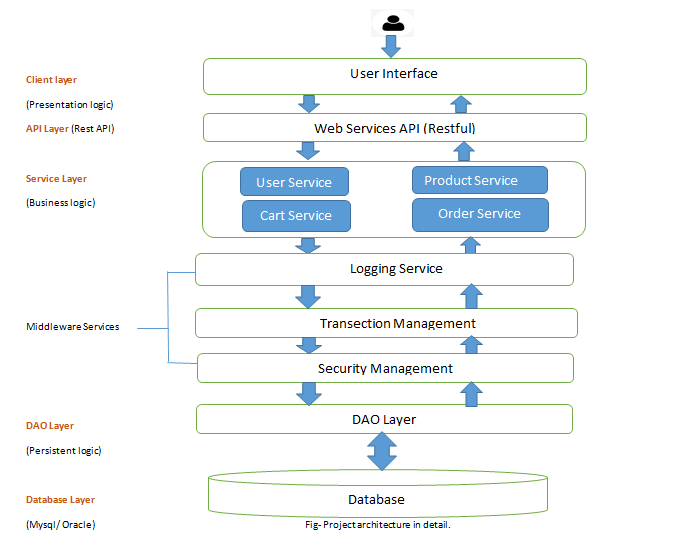 Client layer
User Interface
(Presentation logic)
API Layer (Rest API)
Web Services API (Restful)
Service Layer
User Service
Product Service
(Business logic)
Cart Service
Order Service
Logging Service
Middleware Services
Transection Management
Security Management
DAO Layer
DAO Layer
(Persistent logic)
Database Layer
Database
(Mysql/ Oracle)
Fig- Project architecture in detail.